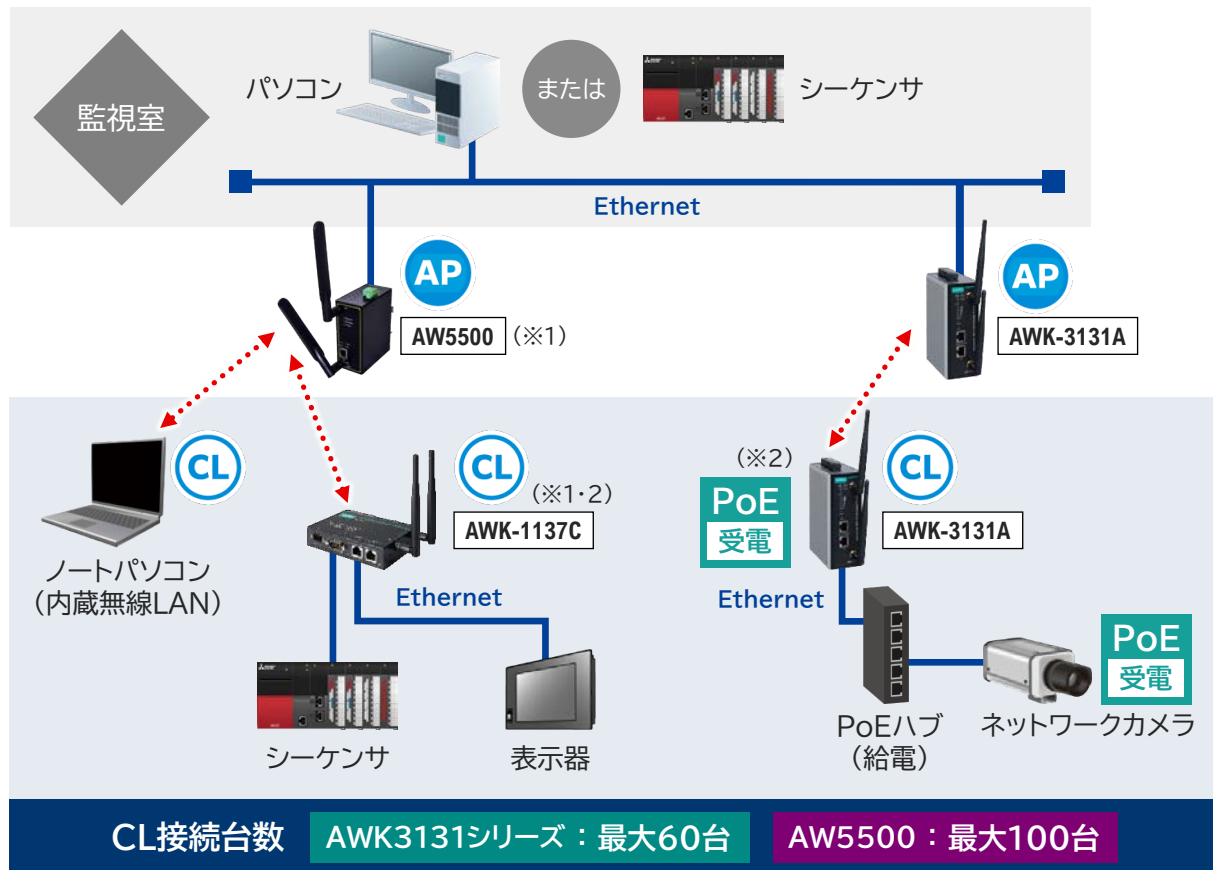 監視室
パソコン
または
シーケンサ
Ethernet
AP
AW5500
(※1)
AP
AWK-3131A
CL
ノートパソコン
(内蔵無線LAN)
CL
(※1・2)
AWK-1137C
(※2)
PoE
受電
CL
AWK-3131A
Ethernet
Ethernet
シーケンサ
表示器
PoEハブ
(給電)
PoE
受電
ネットワークカメラ
CL接続台数
AWK3131シリーズ：最大60台
AW5500：最大100台